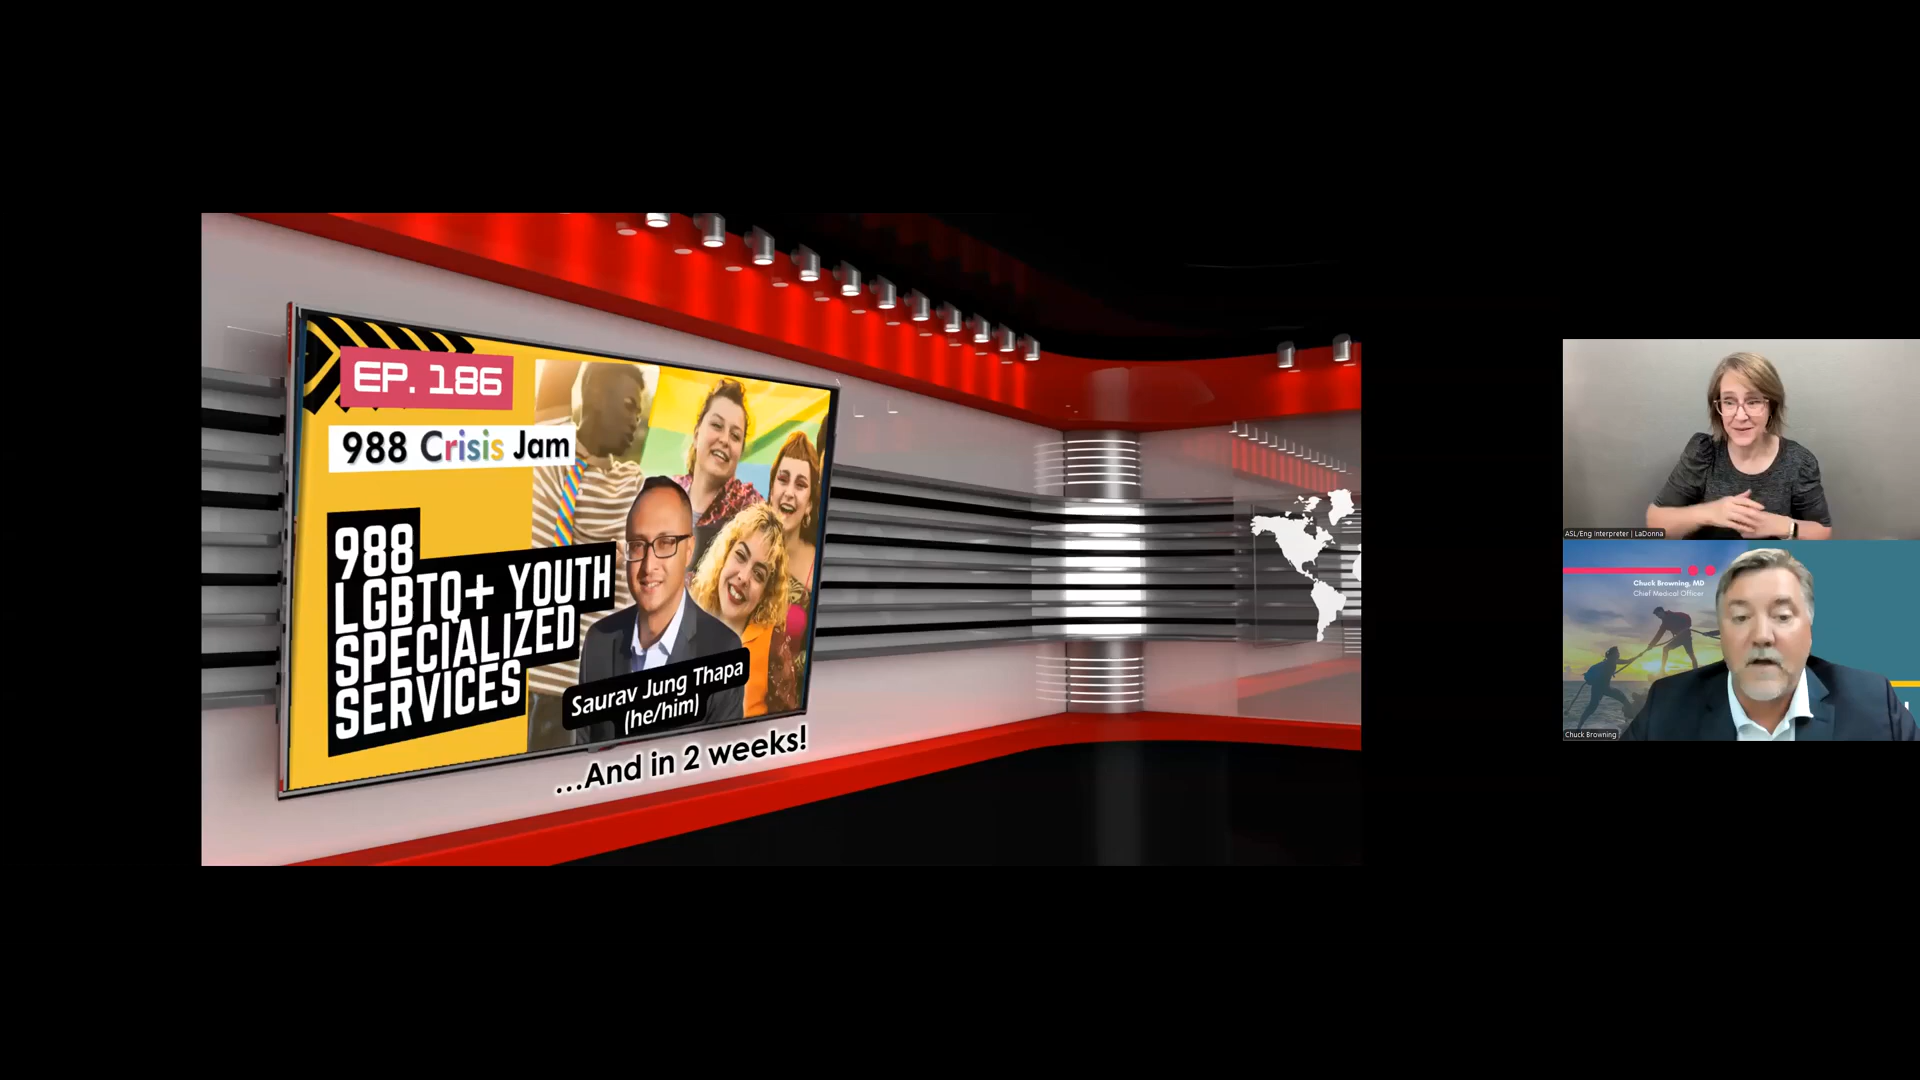 EP. 186
988 Crisis Jam
988
LGBTQ+ YOUTH
SPECIALIZED
SERVICES
Saurav Jung Thapa
(he/him)
...And in 2 weeks!
ASL/Eng Interpreter | LaDonna
Chuck Browning, MD
Chief Medical Officer
Chuck Browning